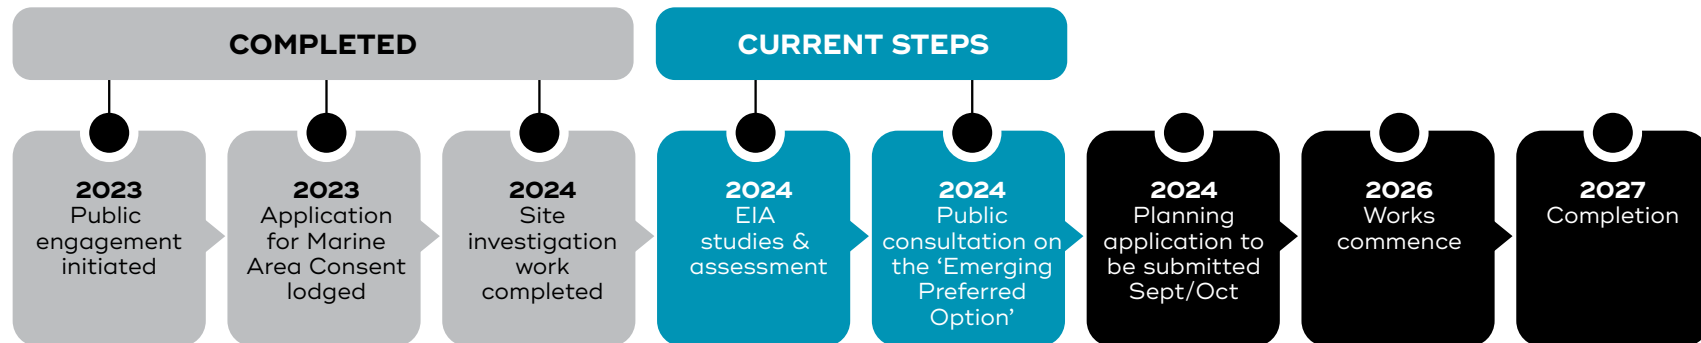 COMPLETED
CURRENT STEPS
2023
Public
engagement
initiated
2023
Application
for Marine
Area Consent
lodged
2024
Site
investigation
work
completed
2024
EIA
studies &
assessment
2024
Public
consultation on
the ‘Emerging
Preferred
Option’
2024
Planning
application to
be submitted
Sept/Oct
2026
Works
commence
2027
Completion